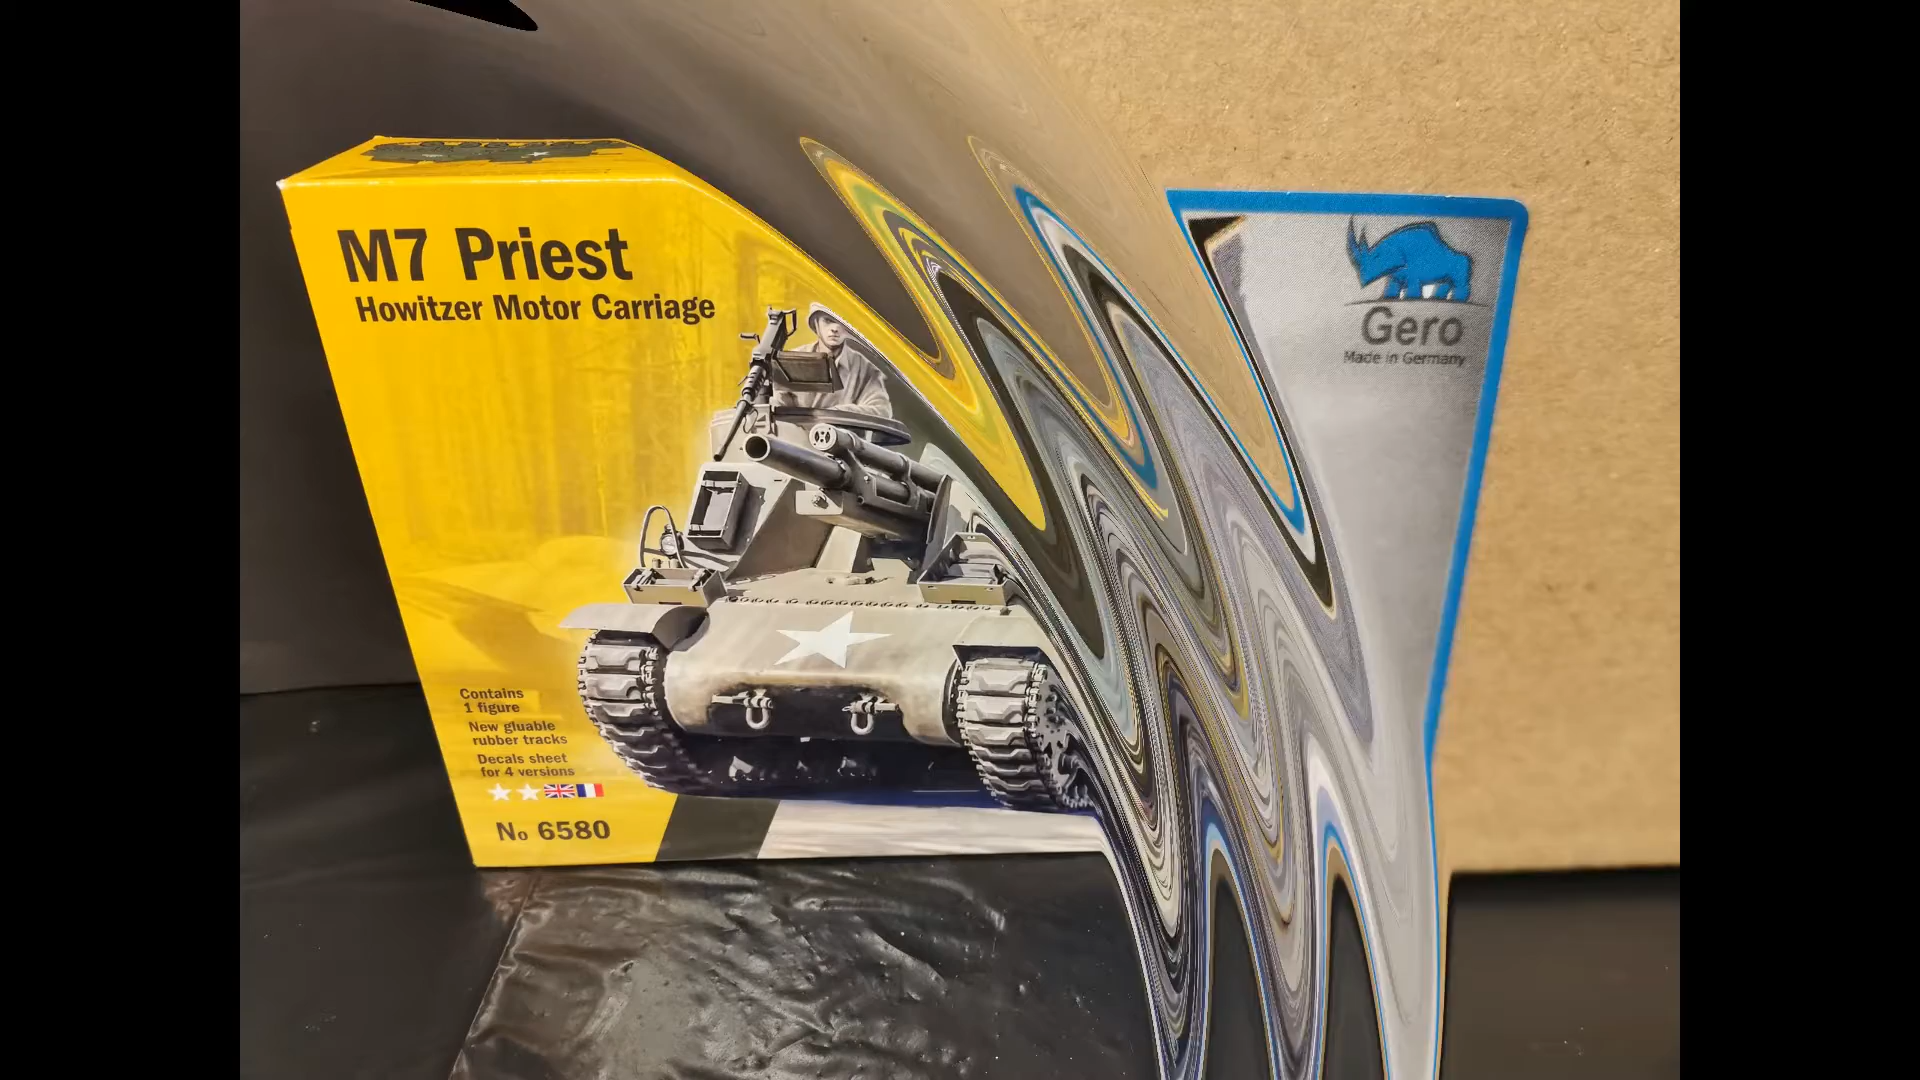 M7 Priest
Howitzer Motor Carriage
Contains
1 figure
New gluable
rubber tracks
Decals sheet
for 4 versions
No 6580
Gero
Made in Germany